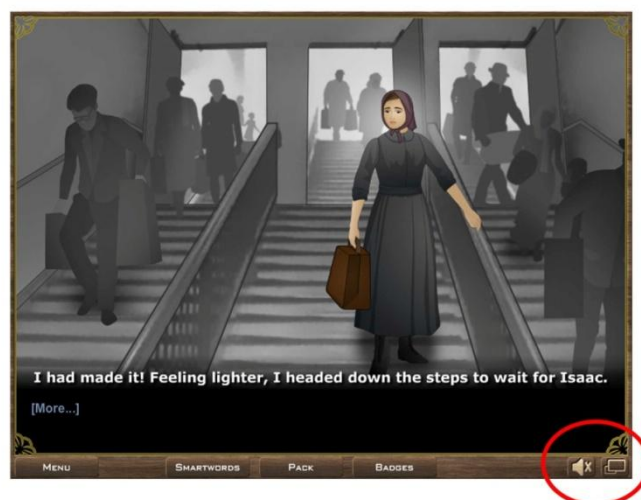 I had made it! Feeling lighter, I headed down the steps to wait for Isaac.
[More...]
MENU SMARTWORDS PACK BADGES